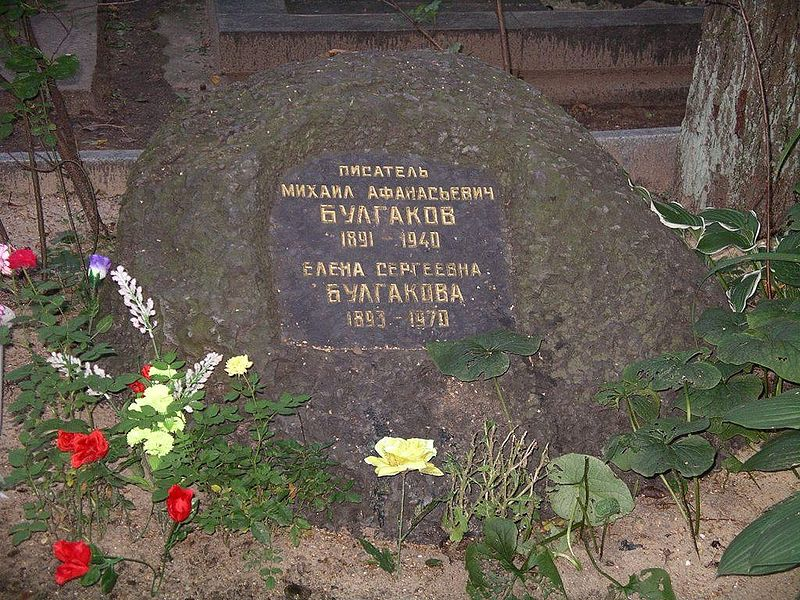 ПИСАТЕЛЬ
МИХАИЛ АФАНАСЬЕВИЧ
БУЛГАКОВ
1891 - 1940
ЕЛЕНА СЕРГЕЕВНА
БУЛГАКОВА
1893 - 1970